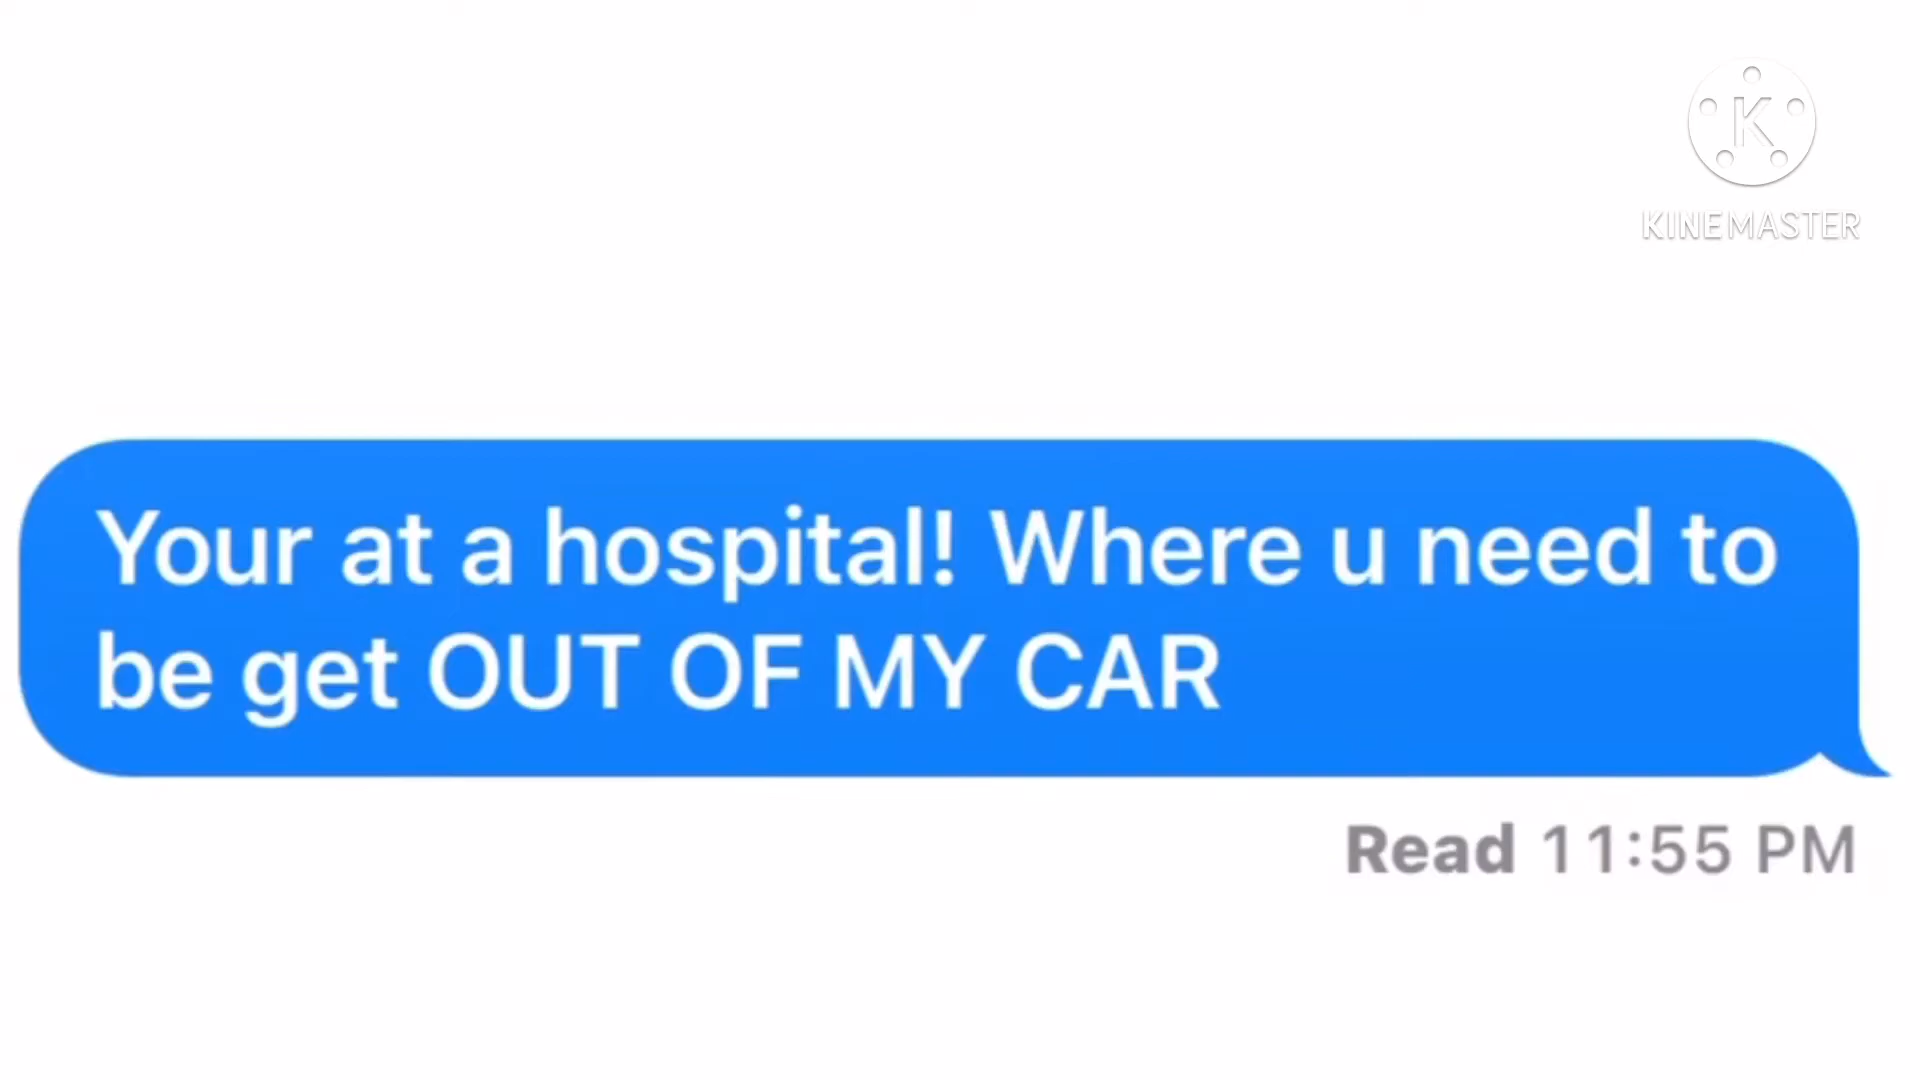 K
KINEMASTER
Your at a hospital! Where u need to
be get OUT OF MY CAR
Read 11:55 PM